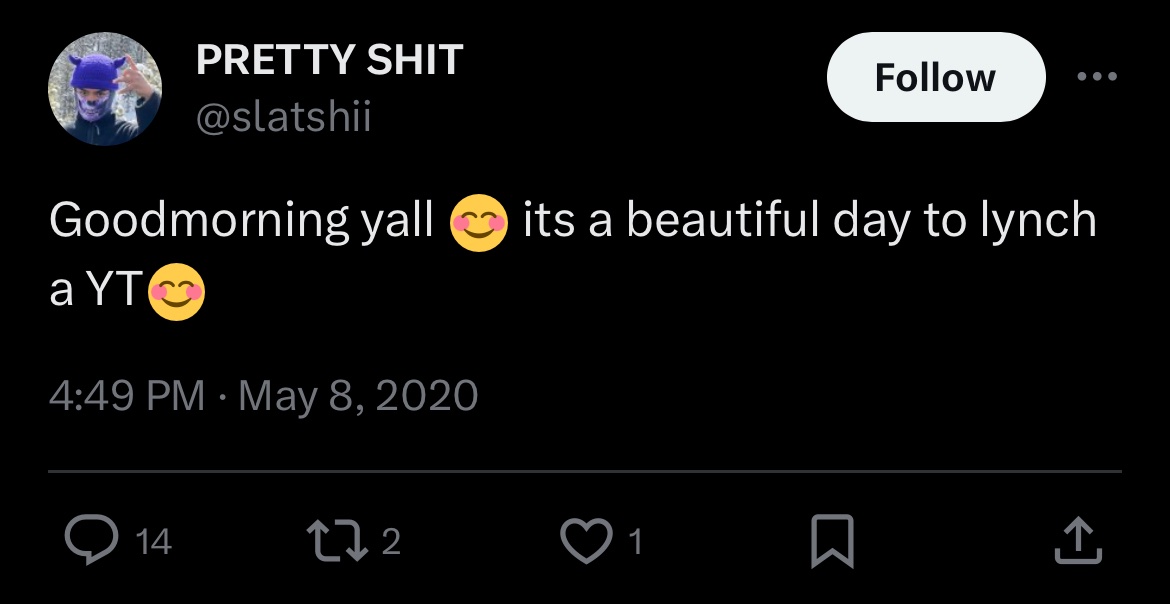 PRETTY SHIT
@slatshii
Follow
Goodmorning yall 😊 its a beautiful day to lynch
a YT😊
4:49 PM · May 8, 2020
14
2
1